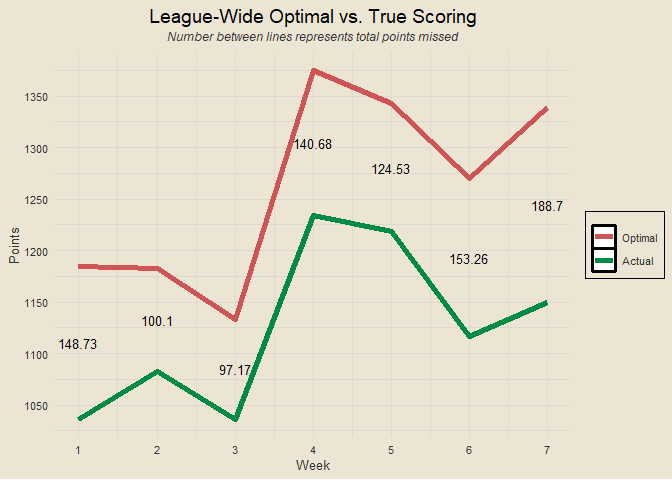 League-Wide Optimal vs. True Scoring
Number between lines represents total points missed
1350
1300
1250
1200
1150
1100
1050
Points
148.73
100.1
97.17
140.68
124.53
153.26
188.7
Optimal
Actual
1 2 3 4 5 6 7
Week